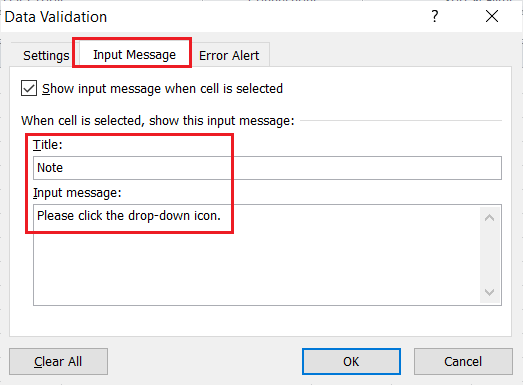 Data Validation
? ×
Settings Input Message Error Alert
Show input message when cell is selected
When cell is selected, show this input message:
Title:
Note
Input message:
Please click the drop-down icon.
Clear All OK Cancel